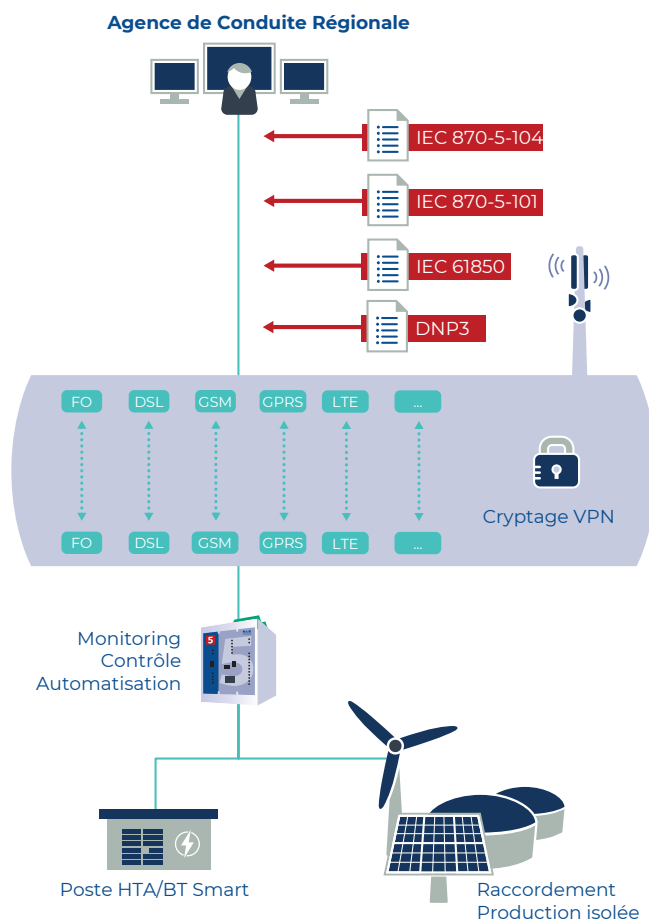 Agence de Conduite Régionale
IEC 870-5-104
IEC 870-5-101
IEC 61850
DNP3
FO DSL GSM GPRS LTE ...
Cryptage VPN
FO DSL GSM GPRS LTE ...
Monitoring
Contrôle
Automatisation
5
5
Poste HTA/BT Smart
Raccordement
Production isolée